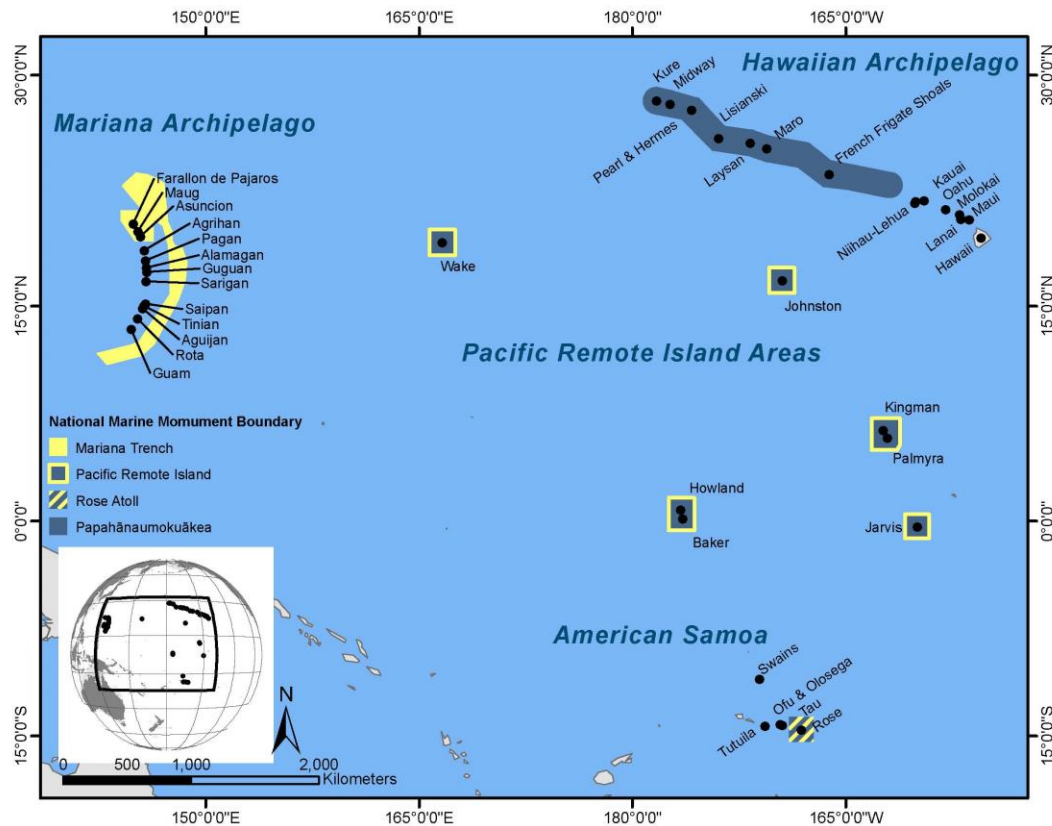 150°0'0"E
165°0'0"E
180°0'0"
165°0'0"W
30°0'0"N
15°0'0"N
0°0'0"
15°0'0"S
30°0'0"N
15°0'0"N
0°0'0"
15°0'0"S
Hawaiian Archipelago
Kure
Midway
Pearl & Hermes
Lisianski
Laysan
Maro
French Frigate Shoals
Niihau-Lehua
Kauai
Oahu
Molokai
Lanai
Maui
Hawaii
Mariana Archipelago
Farallon de Pajaros
Maug
Asuncion
Agrihan
Pagan
Alamagan
Guguan
Sarigan
Saipan
Tinian
Aguijan
Rota
Guam
Wake
Johnston
Pacific Remote Island Areas
Kingman
Palmyra
Howland
Baker
Jarvis
National Marine Momument Boundary
Mariana Trench
Pacific Remote Island
Rose Atoll
Papahānaumokuākea
American Samoa
Swains
Ofu & Olosega
Tau
Rose
Tutuila
N
0 500 1,000 2,000
Kilometers
150°0'0"E
165°0'0"E
180°0'0"
165°0'0"W